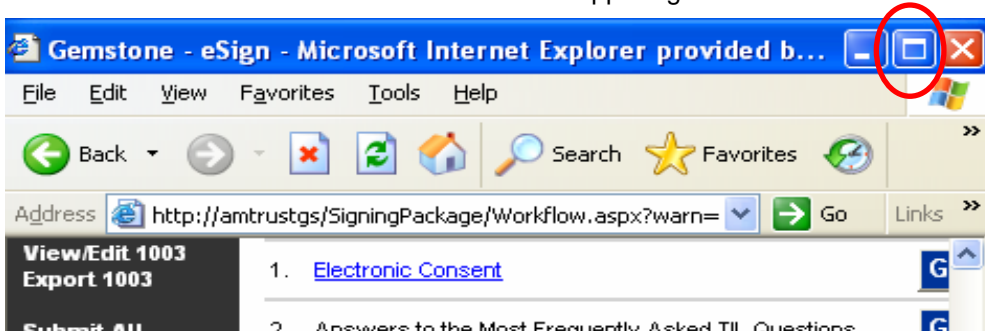 Gemstone - eSign - Microsoft Internet Explorer provided b...
File Edit View Favorites Tools Help
Back Search Favorites »
Address http://amtrustgs/SigningPackage/Workflow.aspx?warn= Go Links »
View/Edit 1003
Export 1003
1. Electronic Consent G
Submit All
2. Answers to the Most Frequently Asked TIL Questions G